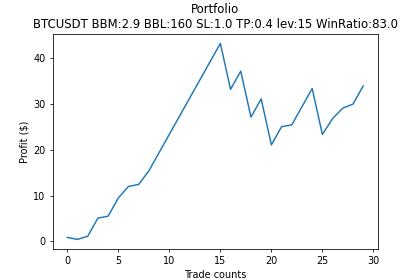 Portfolio
BTCUSDT BBM:2.9 BBL:160 SL:1.0 TP:0.4 lev:15 WinRatio:83.0
40
30
20
10
0
Profit ($)
0 5 10 15 20 25 30
Trade counts